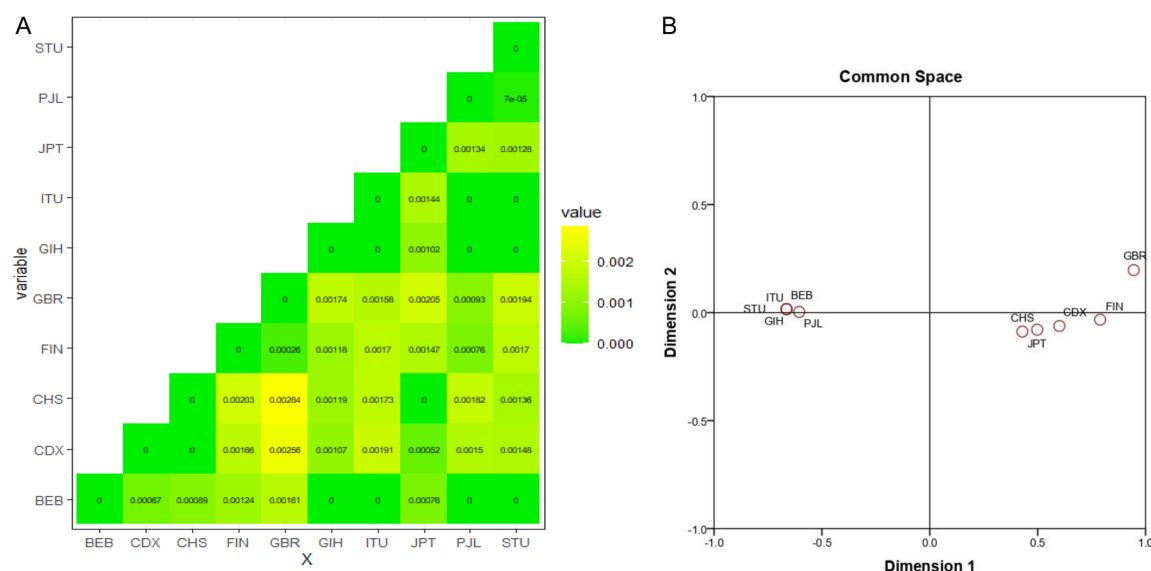 A
STU 0
PJL 0 7e-05
JPT 0 0.00134 0.00128
ITU 0 0.00144 0 0
GIH 0 0 0.00102 0 0
GBR 0 0.00174 0.00158 0.00205 0.00093 0.00194
FIN 0 0.00026 0.00118 0.0017 0.00147 0.00076 0.0017
CHS 0 0.00203 0.00284 0.00119 0.00173 0 0.00182 0.00136
CDX 0 0 0.00166 0.00256 0.00107 0.00191 0.00052 0.0015 0.00148
BEB 0 0.00067 0.00089 0.00124 0.00161 0 0 0.00076 0 0
BEB CDX CHS FIN GBR GIH ITU JPT PJL STU
X
variable
value
0.002
0.001
0.000
B
Common Space
1.0
0.5
0.0
-0.5
-1.0
-1.0 -0.5 0.0 0.5 1.0
Dimension 2
Dimension 1
GBR
ITU BEB
STU
GIH PJL
CHS CDX FIN
JPT